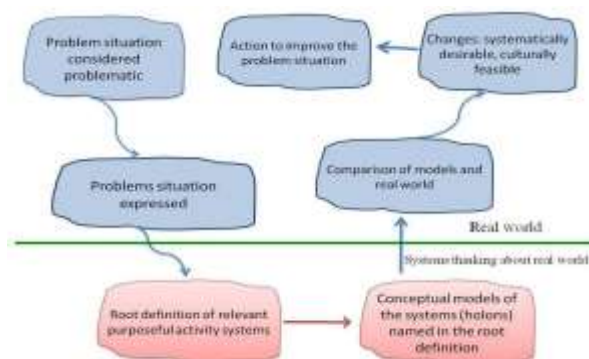 Problem situation
considered
problematic
Action to improve the
problem situation
Changes: systematically
desirable, culturally
feasible
Problems situation
expressed
Comparison of models and
real world
Real world
Systems thinking about real world
Root definition of relevant
purposeful activity systems
Conceptual models of
the systems (holons)
named in the root
definition